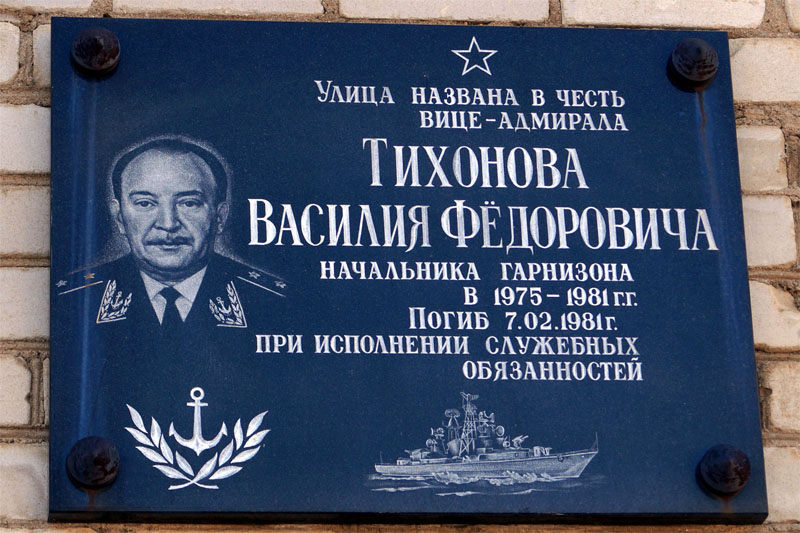 Улица названа в честь
вице-адмирала
Тихонова
Василия Фёдоровича
начальника гарнизона
в 1975-1981 г.г.
Погиб 7.02.1981г.
при исполнении служебных
обязанностей